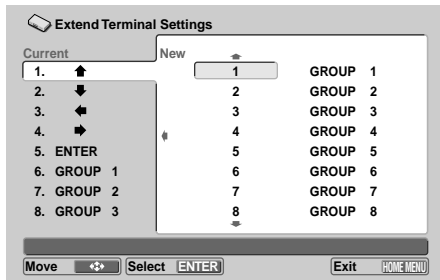 Extend Terminal Settings
Current New
1. ⬆ 1 GROUP 1
2. ⬇ 2 GROUP 2
3. ⬅ 3 GROUP 3
4. ➡ 4 GROUP 4
5. ENTER 5 GROUP 5
6. GROUP 1 6 GROUP 6
7. GROUP 2 7 GROUP 7
8. GROUP 3 8 GROUP 8
Move Select ENTER Exit HOME MENU